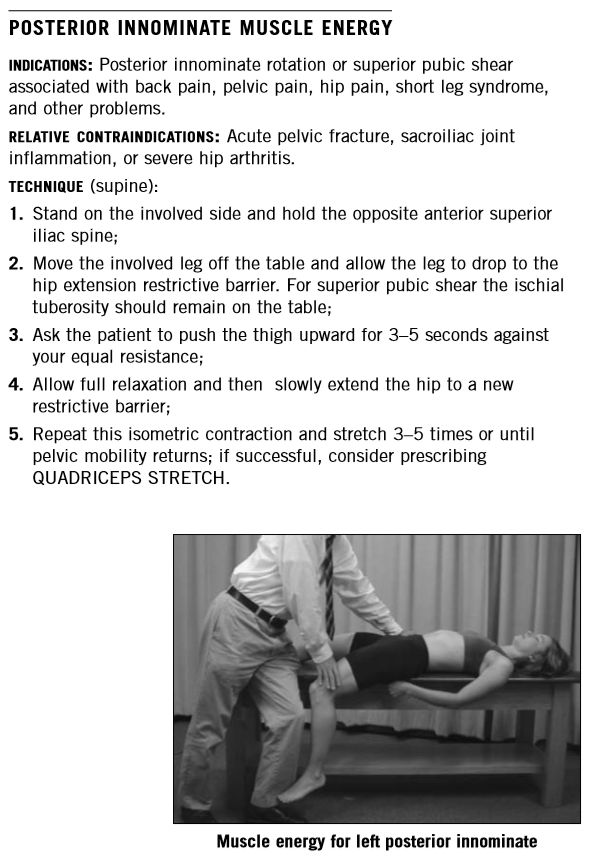 POSTERIOR INNOMINATE MUSCLE ENERGY
INDICATIONS: Posterior innominate rotation or superior pubic shear
associated with back pain, pelvic pain, hip pain, short leg syndrome,
and other problems.
RELATIVE CONTRAINDICATIONS: Acute pelvic fracture, sacroiliac joint
inflammation, or severe hip arthritis.
TECHNIQUE (supine):
1. Stand on the involved side and hold the opposite anterior superior
iliac spine;
2. Move the involved leg off the table and allow the leg to drop to the
hip extension restrictive barrier. For superior pubic shear the ischial
tuberosity should remain on the table;
3. Ask the patient to push the thigh upward for 3–5 seconds against
your equal resistance;
4. Allow full relaxation and then slowly extend the hip to a new
restrictive barrier;
5. Repeat this isometric contraction and stretch 3–5 times or until
pelvic mobility returns; if successful, consider prescribing
QUADRICEPS STRETCH.
Muscle energy for left posterior innominate